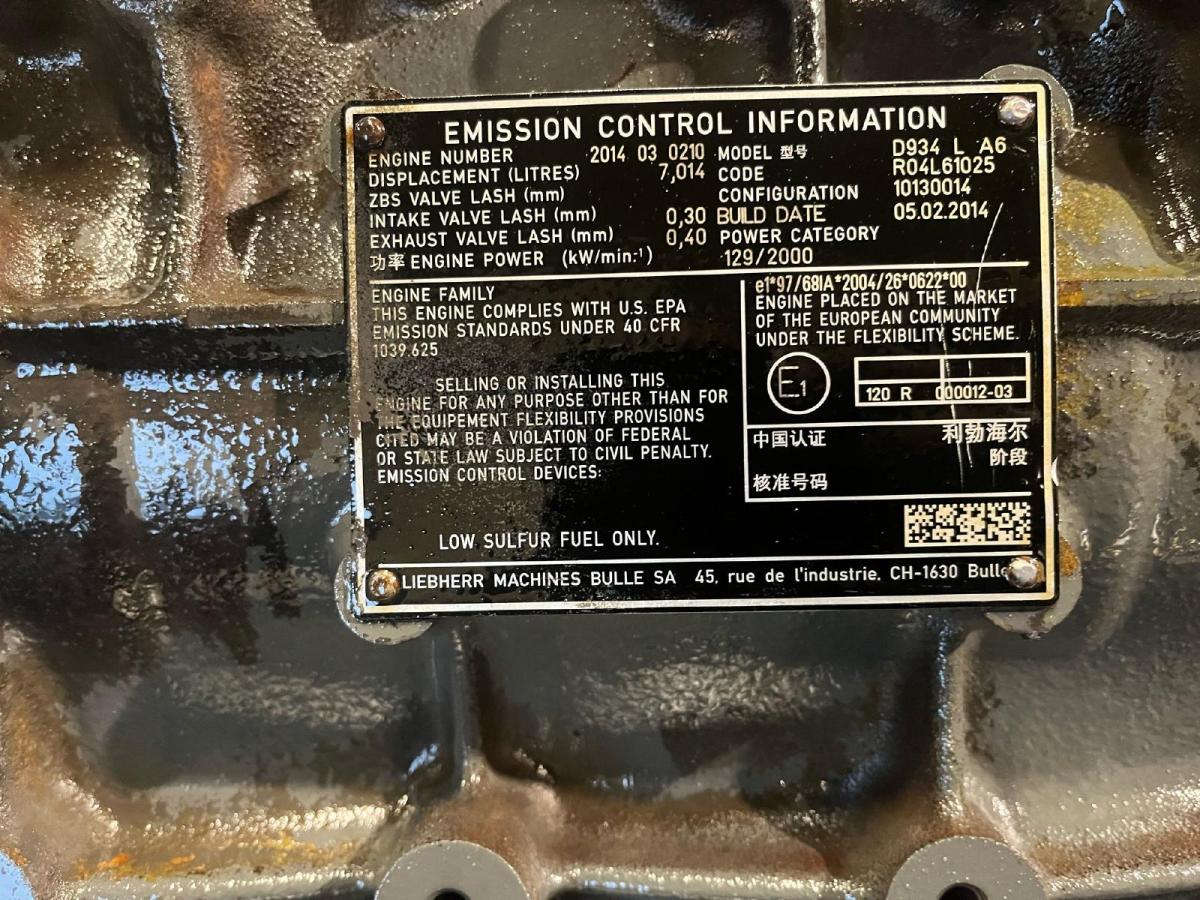 EMISSION CONTROL INFORMATION
ENGINE NUMBER 2014 03 0210 MODEL 型号 D934 L A6
DISPLACEMENT (LITRES) 7,014 CODE R04L61025
ZBS VALVE LASH (mm) CONFIGURATION 10130014
INTAKE VALVE LASH (mm) 0,30 BUILD DATE 05.02.2014
EXHAUST VALVE LASH (mm) 0,40 POWER CATEGORY
功率 ENGINE POWER (kW/min.-¹) 129/2000
ENGINE FAMILY
THIS ENGINE COMPLIES WITH U.S. EPA
EMISSION STANDARDS UNDER 40 CFR
1039.625
SELLING OR INSTALLING THIS
ENGINE FOR ANY PURPOSE OTHER THAN FOR
THE EQUIPEMENT FLEXIBILITY PROVISIONS
CITED MAY BE A VIOLATION OF FEDERAL
OR STATE LAW SUBJECT TO CIVIL PENALTY.
EMISSION CONTROL DEVICES:
LOW SULFUR FUEL ONLY.
e1*97/68IA*2004/26*0622*00
ENGINE PLACED ON THE MARKET
OF THE EUROPEAN COMMUNITY
UNDER THE FLEXIBILITY SCHEME.
E1
120 R 000012-03
中国认证 利勃海尔
阶段
核准号码
LIEBHERR MACHINES BULLE SA 45, rue de l'industrie. CH-1630 Bulle